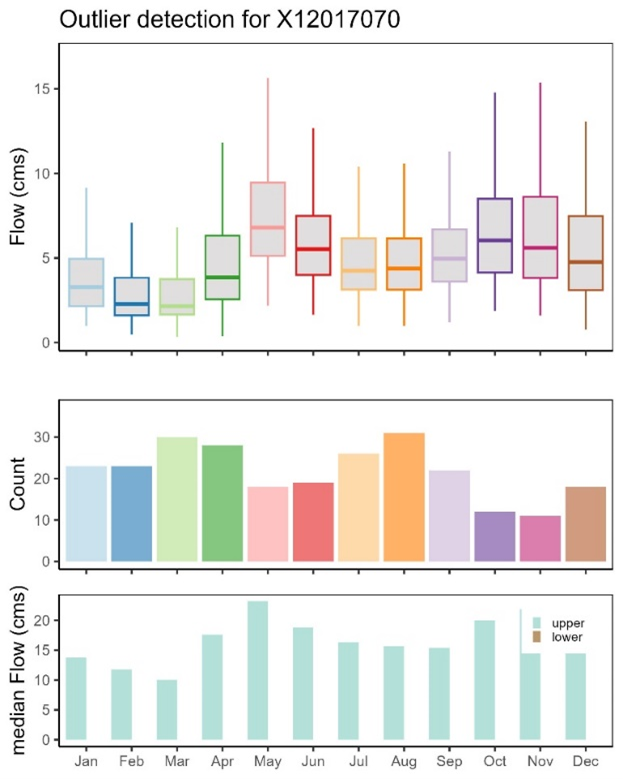 Outlier detection for X12017070
Flow (cms)
15
10
5
0
Count
30
20
10
0
median Flow (cms)
20
15
10
5
0
upper
lower
Jan Feb Mar Apr May Jun Jul Aug Sep Oct Nov Dec